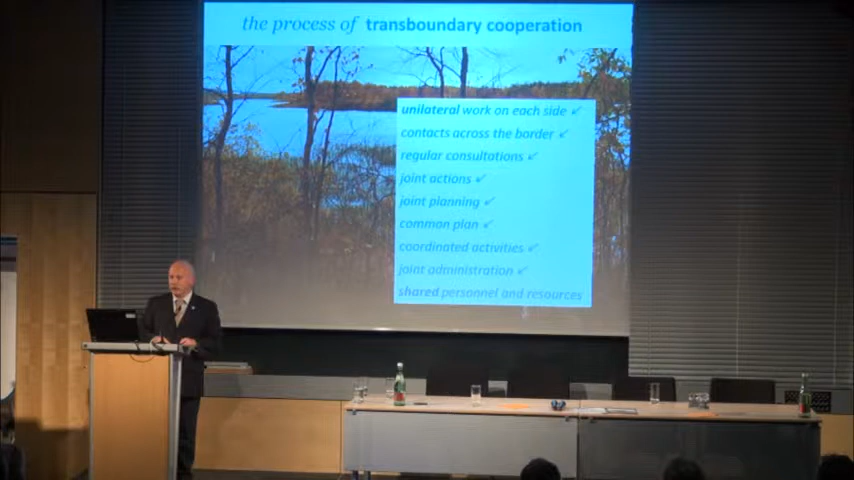 the process of transboundary cooperation
unilateral work on each side ✓
contacts across the border ✓
regular consultations ✓
joint actions ✓
joint planning ✓
common plan ✓
coordinated activities ✓
joint administration ✓
shared personnel and resources